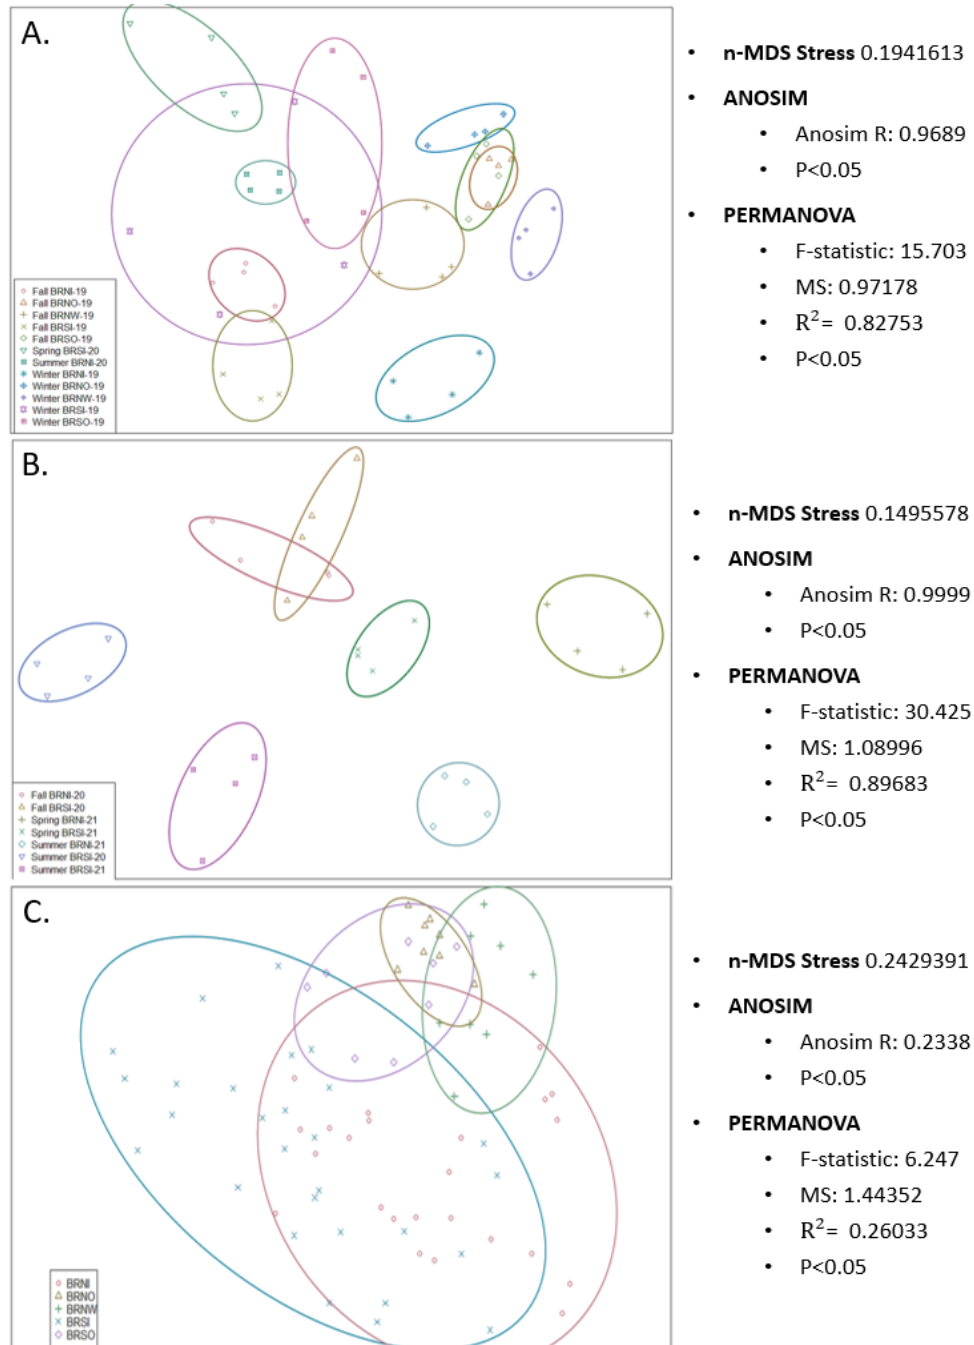 A.
• n-MDS Stress 0.1941613
• ANOSIM
• Anosim R: 0.9689
• P<0.05
• PERMANOVA
• F-statistic: 15.703
• MS: 0.97178
• R²= 0.82753
• P<0.05
Fall BRNI-19
Fall BRNO-19
Fall BRNW-19
Fall BRSI-19
Fall BRSO-19
Spring BRSI-20
Summer BRNI-20
Winter BRNI-19
Winter BRNO-19
Winter BRNW-19
Winter BRSI-19
Winter BRSO-19
B.
• n-MDS Stress 0.1495578
• ANOSIM
• Anosim R: 0.9999
• P<0.05
• PERMANOVA
• F-statistic: 30.425
• MS: 1.08996
• R²= 0.89683
• P<0.05
Fall BRNI-20
Fall BRSI-20
Spring BRNI-21
Spring BRSI-21
Summer BRNI-21
Summer BRSI-20
Summer BRSI-21
C.
• n-MDS Stress 0.2429391
• ANOSIM
• Anosim R: 0.2338
• P<0.05
• PERMANOVA
• F-statistic: 6.247
• MS: 1.44352
• R²= 0.26033
• P<0.05
BRNI
BRNO
BRNW
BRSI
BRSO